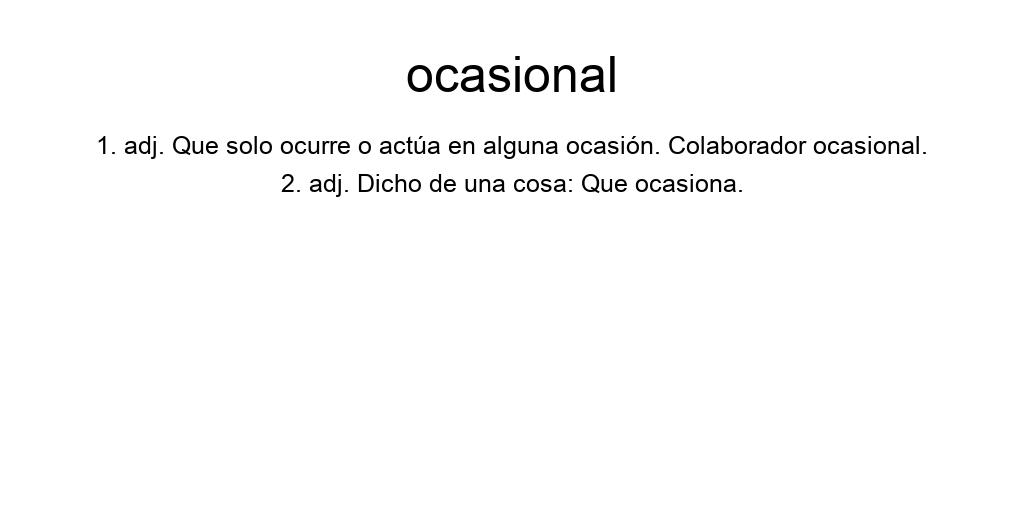 ocasional
1. adj. Que solo ocurre o actúa en alguna ocasión. Colaborador ocasional.
2. adj. Dicho de una cosa: Que ocasiona.